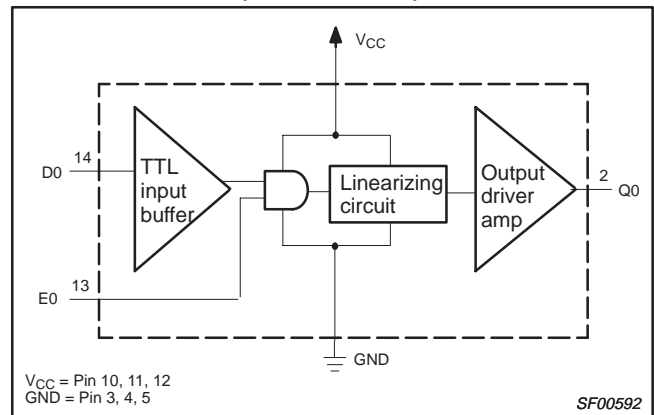 VCC
14
D0
TTL
input
buffer
Linearizing
circuit
Output
driver
amp
2
Q0
13
E0
GND
VCC = Pin 10, 11, 12
GND = Pin 3, 4, 5
SF00592